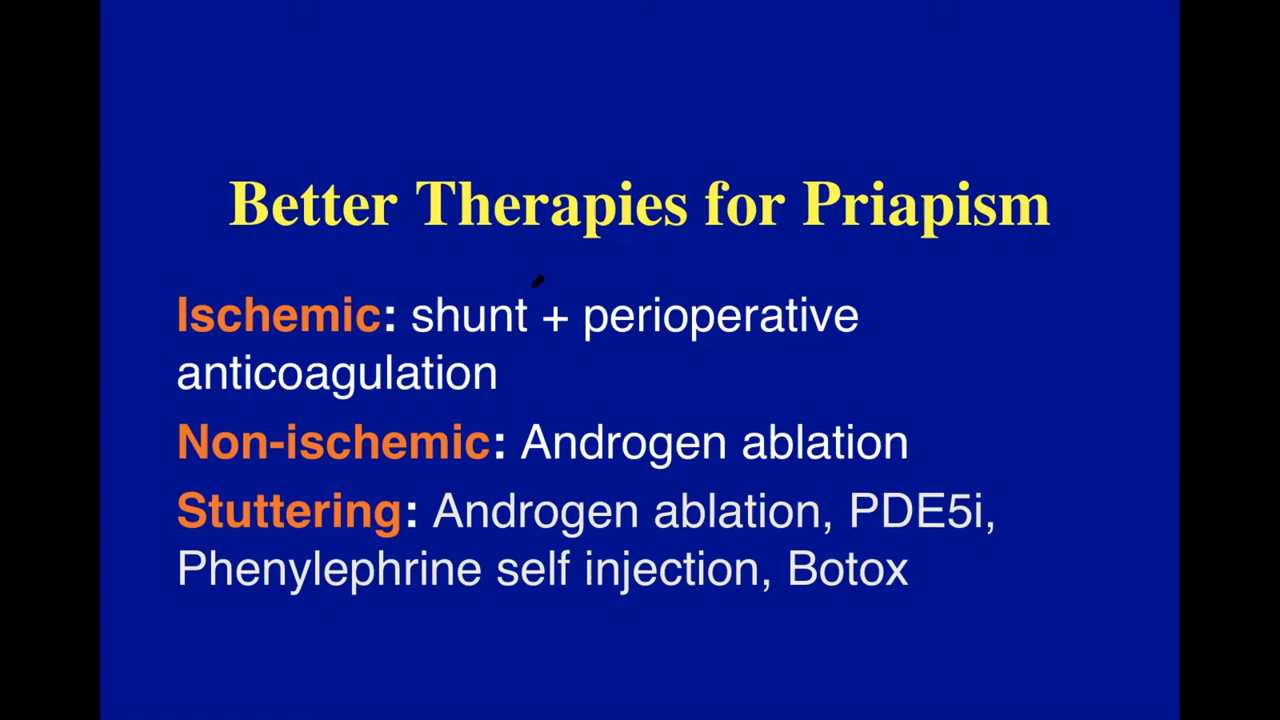 Better Therapies for Priapism
Ischemic: shunt + perioperative
anticoagulation
Non-ischemic: Androgen ablation
Stuttering: Androgen ablation, PDE5i,
Phenylephrine self injection, Botox